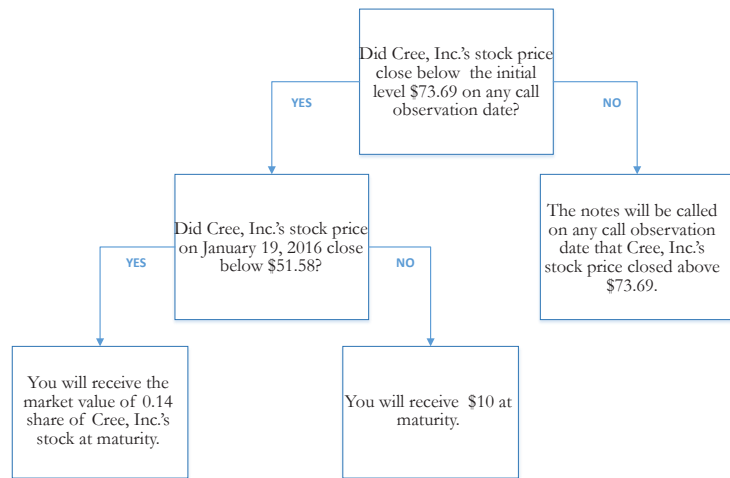 Did Cree, Inc.'s stock price
close below the initial
level $73.69 on any call
observation date?
YES
NO
Did Cree, Inc.'s stock price
on January 19, 2016 close
below $51.58?
The notes will be called
on any call observation
date that Cree, Inc.'s
stock price closed above
$73.69.
YES
NO
You will receive the
market value of 0.14
share of Cree, Inc.'s
stock at maturity.
You will receive $10 at
maturity.